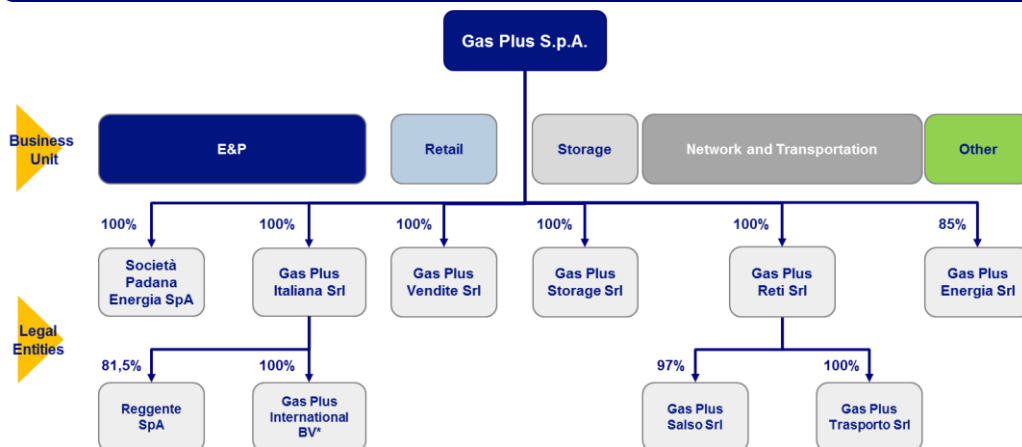 Gas Plus S.p.A.
Business
Unit
E&P
Retail
Storage
Network and Transportation
Other
100%
100%
100%
100%
100%
85%
Società
Padana
Energia SpA
Gas Plus
Italiana Srl
Gas Plus
Vendite Srl
Gas Plus
Storage Srl
Gas Plus
Reti Srl
Gas Plus
Energia Srl
Legal
Entities
81,5%
100%
97%
100%
Reggente
SpA
Gas Plus
International
BV*
Gas Plus
Salso Srl
Gas Plus
Trasporto Srl